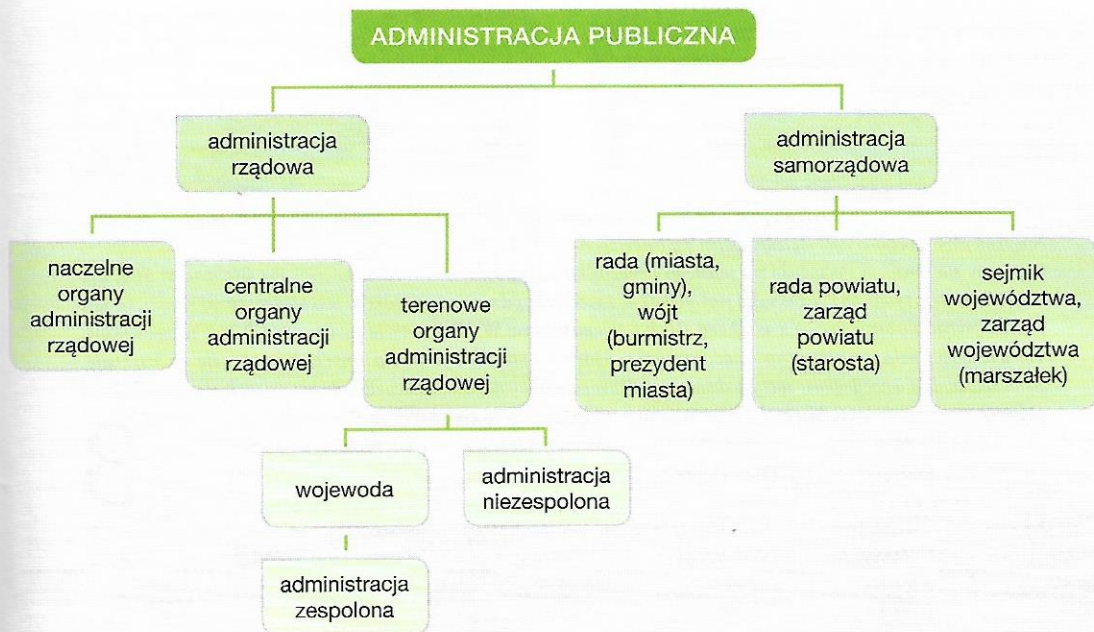 ADMINISTRACJA PUBLICZNA
administracja
rządowa
administracja
samorządowa
naczelne
organy
administracji
rządowej
centralne
organy
administracji
rządowej
terenowe
organy
administracji
rządowej
rada (miasta,
gminy),
wójt
(burmistrz,
prezydent
miasta)
rada powiatu,
zarząd
powiatu
(starosta)
sejmik
województwa,
zarząd
województwa
(marszałek)
wojewoda
administracja
niezespolona
administracja
zespolona